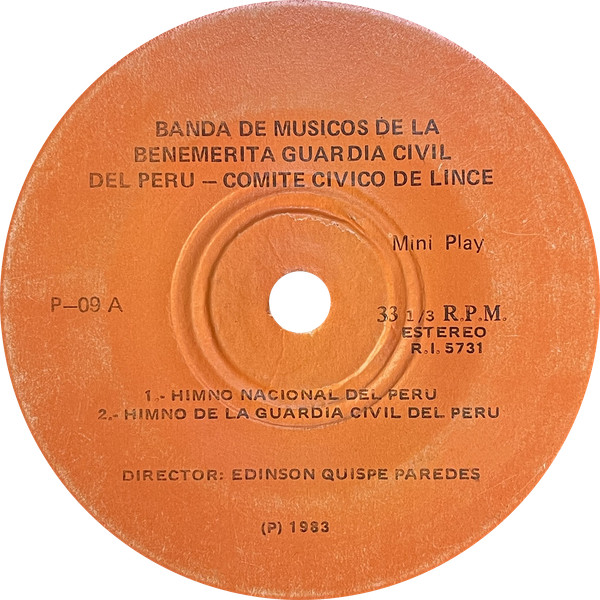 BANDA DE MUSICOS DE LA
BENEMERITA GUARDIA CIVIL
DEL PERU – COMITE CIVICO DE LINCE
Mini Play
P–09 A
33 1/3 R.P.M.
ESTEREO
R.I. 5731
1.- HIMNO NACIONAL DEL PERU
2.- HIMNO DE LA GUARDIA CIVIL DEL PERU
DIRECTOR: EDINSON QUISPE PAREDES
(P) 1983